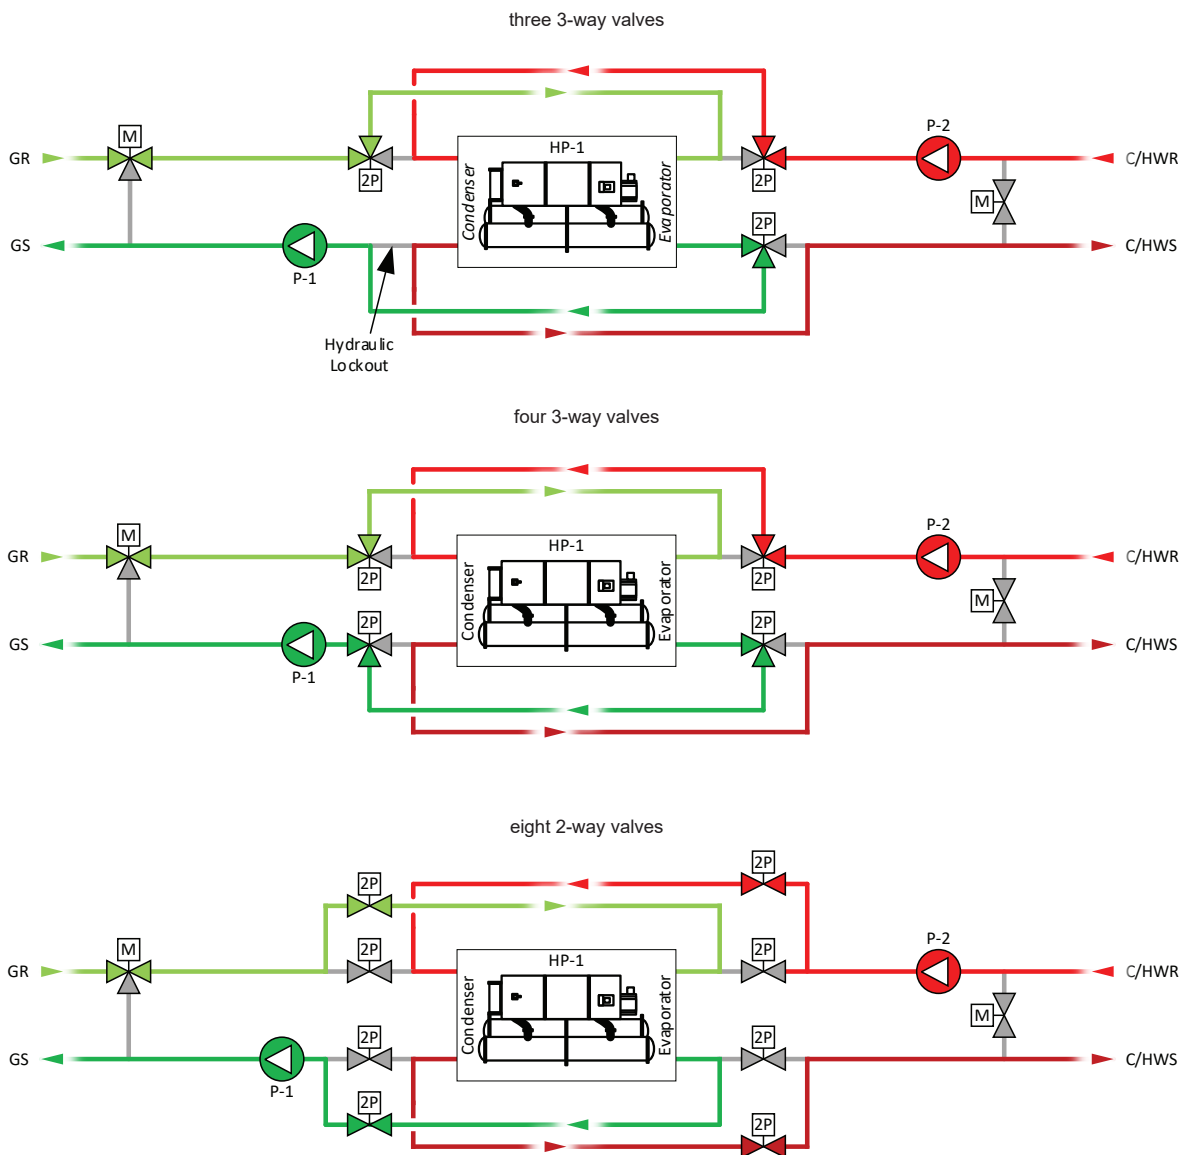 three 3-way valves
M
P-2
HP-1
GR
2P
Condenser
Evaporator
2P
C/HWR
M
2P
GS
P-1
C/HWS
Hydraulic
Lockout
four 3-way valves
M
P-2
HP-1
GR
2P
Condenser
Evaporator
2P
C/HWR
M
2P
2P
GS
P-1
C/HWS
eight 2-way valves
2P
2P
M
2P
2P
P-2
HP-1
GR
Condenser
Evaporator
C/HWR
M
2P
2P
GS
P-1
C/HWS
2P
2P